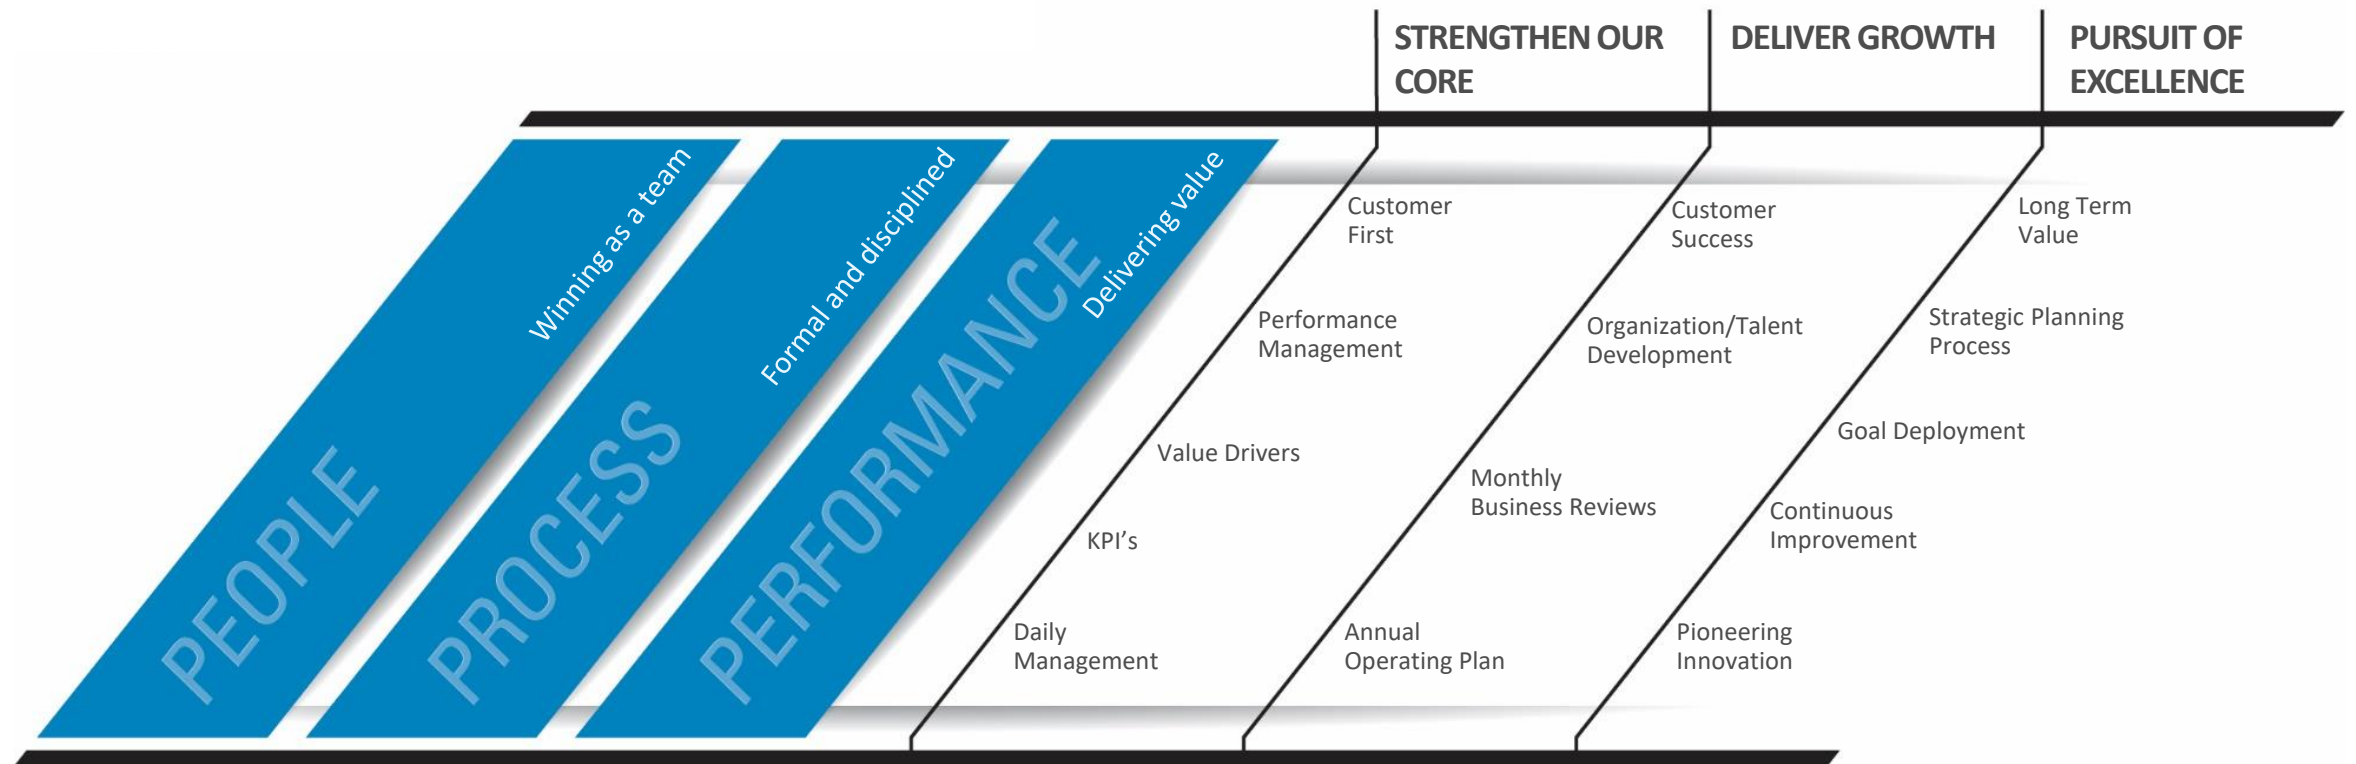 STRENGTHEN OUR
CORE
DELIVER GROWTH
PURSUIT OF
EXCELLENCE
PEOPLE
Winning as a team
PROCESS
Formal and disciplined
PERFORMANCE
Delivering value
Customer
First
Performance
Management
Value Drivers
KPI’s
Daily
Management
Customer
Success
Organization/Talent
Development
Monthly
Business Reviews
Annual
Operating Plan
Long Term
Value
Strategic Planning
Process
Goal Deployment
Continuous
Improvement
Pioneering
Innovation